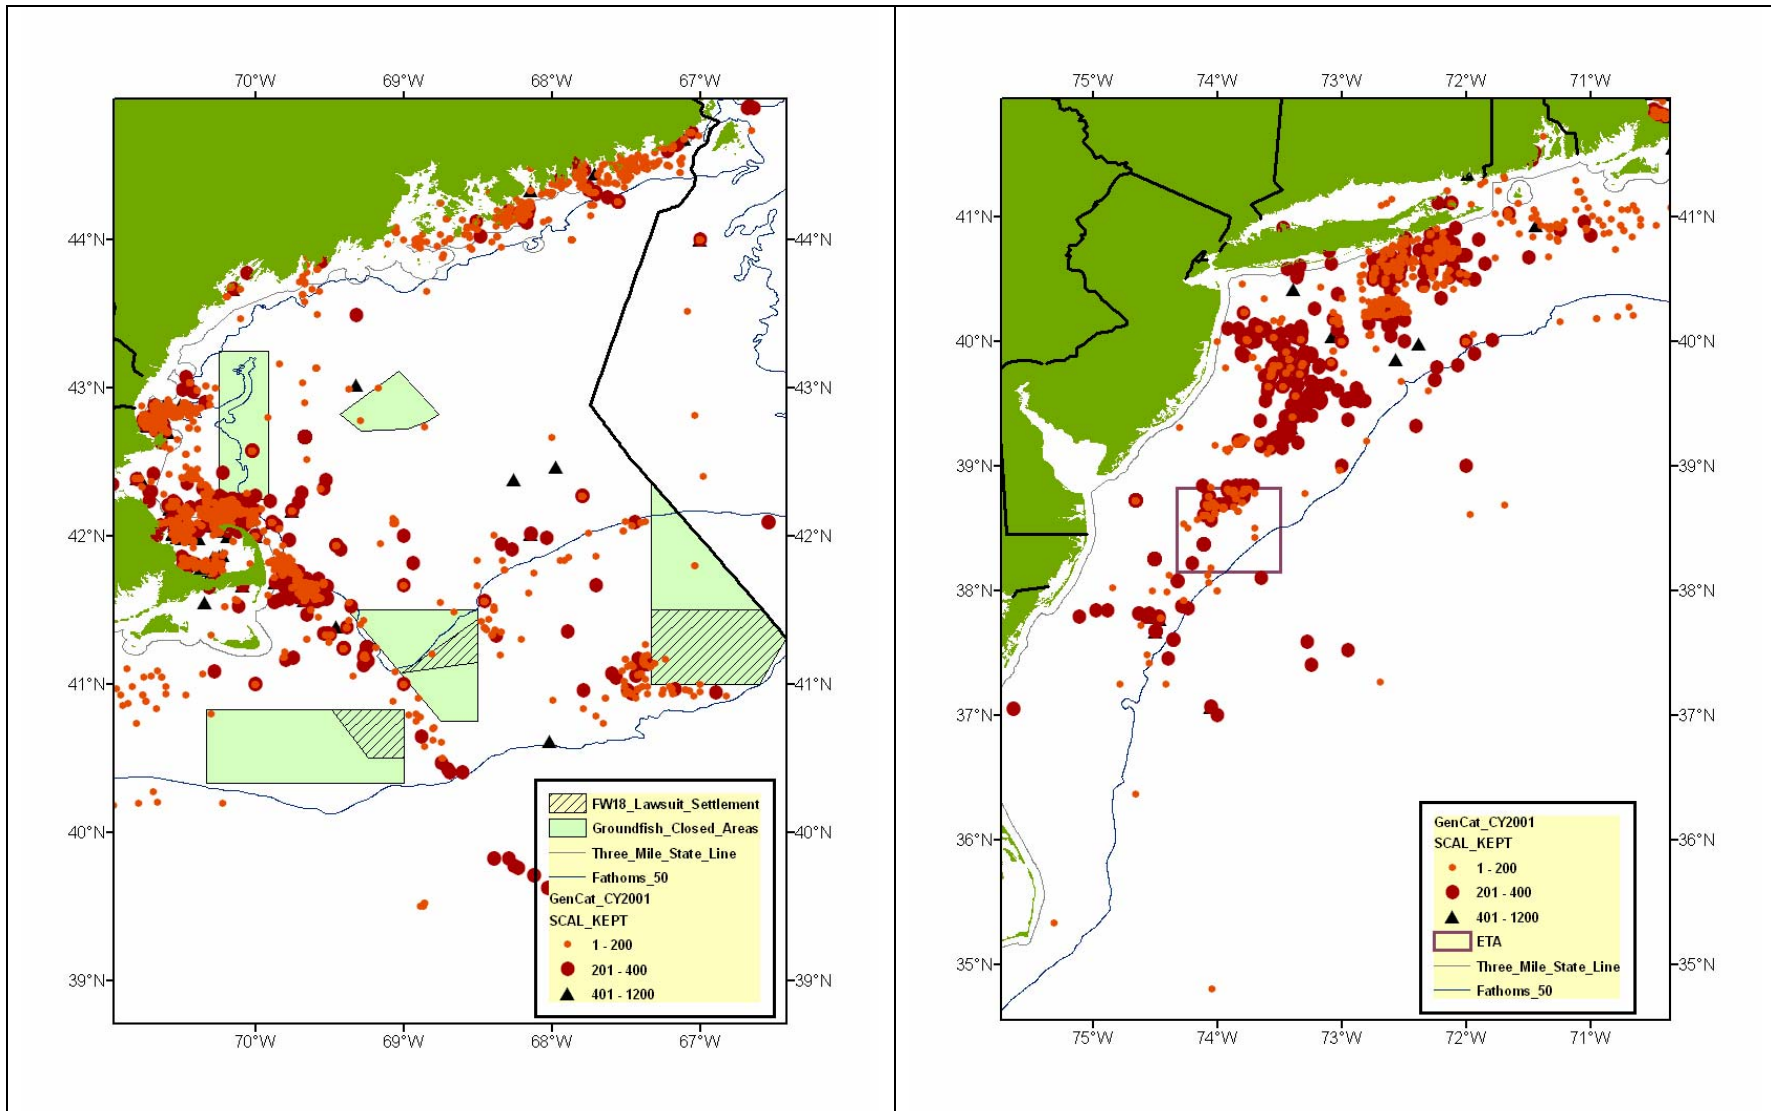 70°W 69°W 68°W 67°W
44°N 44°N
43°N 43°N
42°N 42°N
41°N 41°N
40°N 40°N
39°N 39°N
70°W 69°W 68°W 67°W
FW18_Lawsuit_Settlement
Groundfish_Closed_Areas
Three_Mile_State_Line
Fathoms_50
GenCat_CY2001
SCAL_KEPT
1 - 200
201 - 400
401 - 1200
75°W 74°W 73°W 72°W 71°W
41°N 41°N
40°N 40°N
39°N 39°N
38°N 38°N
37°N 37°N
36°N 36°N
35°N 35°N
75°W 74°W 73°W 72°W 71°W
GenCat_CY2001
SCAL_KEPT
1 - 200
201 - 400
401 - 1200
ETA
Three_Mile_State_Line
Fathoms_50